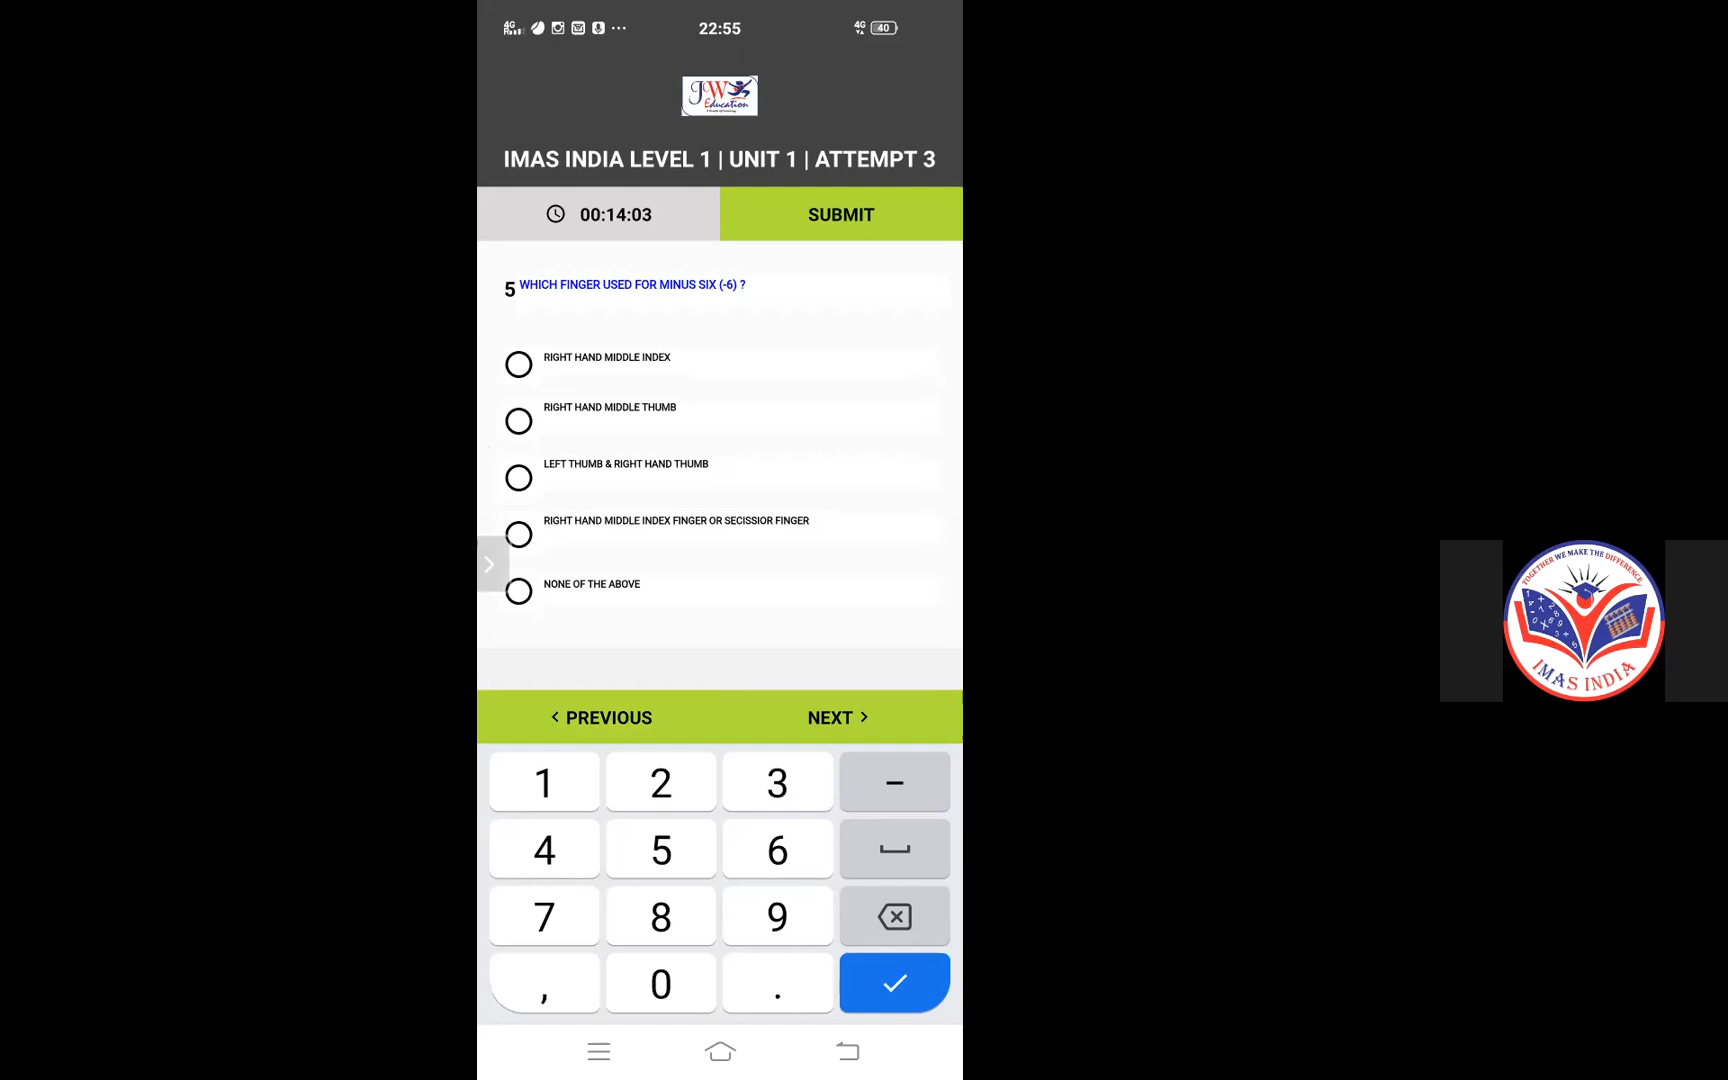 4G
22:55
4G
40
JW
Education
IMAS INDIA LEVEL 1 | UNIT 1 | ATTEMPT 3
00:14:03
SUBMIT
5 WHICH FINGER USED FOR MINUS SIX (-6) ?
RIGHT HAND MIDDLE INDEX
RIGHT HAND MIDDLE THUMB
LEFT THUMB & RIGHT HAND THUMB
RIGHT HAND MIDDLE INDEX FINGER OR SECISSIOR FINGER
NONE OF THE ABOVE
< PREVIOUS
NEXT >
1 2 3 -
4 5 6
7 8 9
, 0 .
TOGETHER WE MAKE THE DIFFERENCE
IMAS INDIA